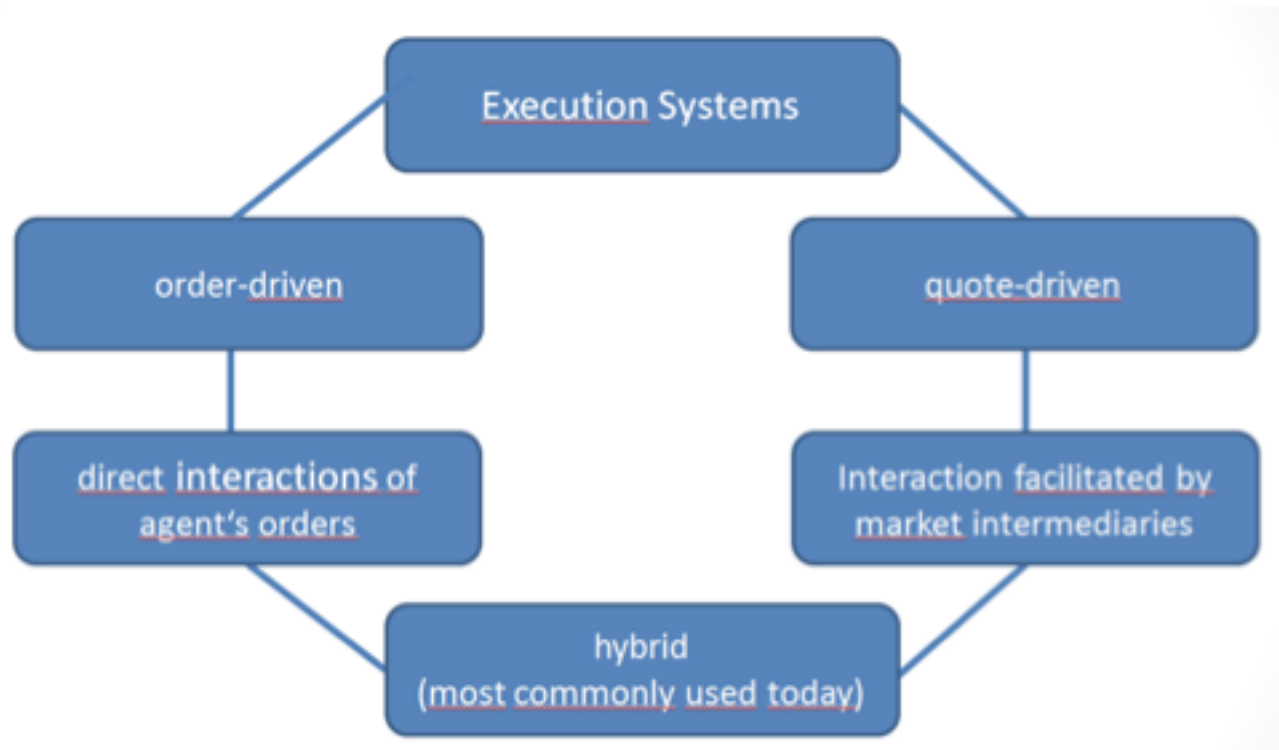 Execution Systems
order-driven
quote-driven
direct interactions of
agent‘s orders
Interaction facilitated by
market intermediaries
hybrid
(most commonly used today)